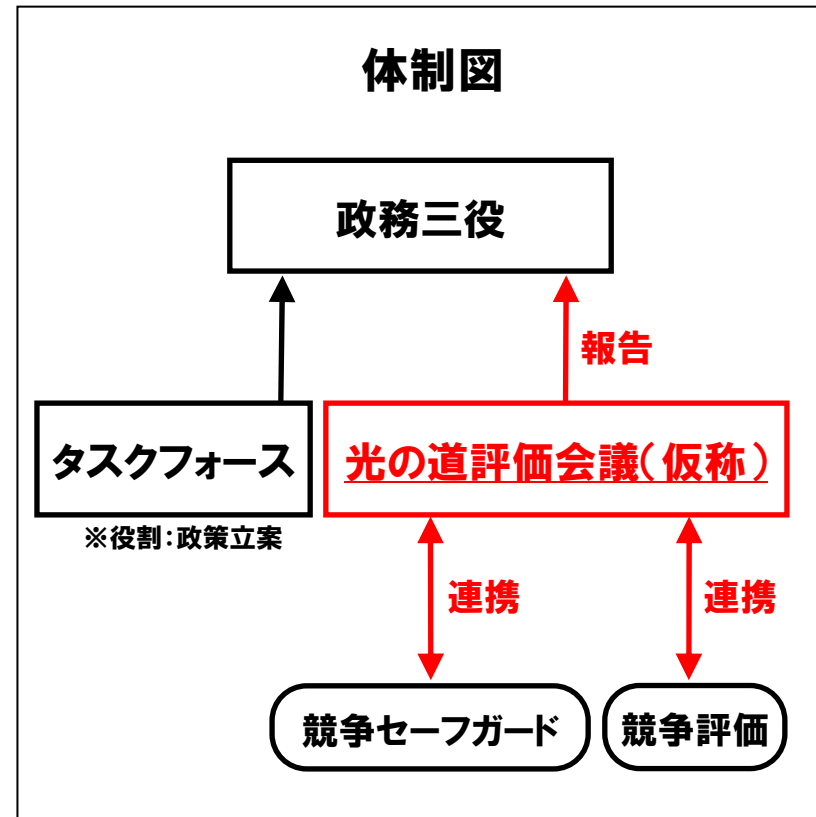 体制図
政務三役
報告
タスクフォース
光の道評価会議(仮称)
※役割:政策立案
連携
連携
競争セーフガード
競争評価